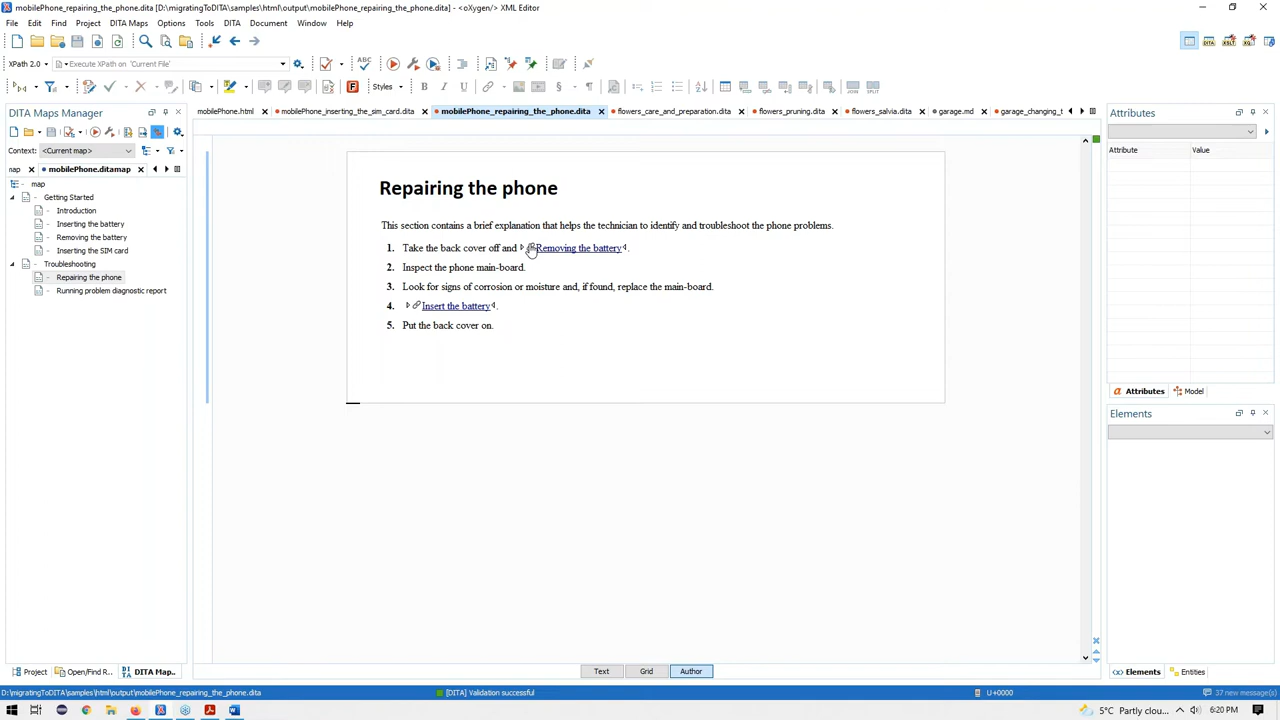 mobilePhone_repairing_the_phone.dita [D:\migratingToDITA\samples\html\output\mobilePhone_repairing_the_phone.dita] - <oXygen/> XML Editor
File Edit Find Project DITA Maps Options Tools DITA Document Window Help
XPath 2.0 Execute XPath on 'Current File'
Styles B I U
DITA Maps Manager
mobilePhone.html mobilePhone_inserting_the_sim_card.dita mobilePhone_repairing_the_phone.dita flowers_care_and_preparation.dita flowers_pruning.dita flowers_salvia.dita garage.md garage_changing_t
Attributes
Context: <Current map>
Attribute Value
nap mobilePhone.ditamap
map
Getting Started
Introduction
Inserting the battery
Removing the battery
Inserting the SIM card
Troubleshooting
Repairing the phone
Running problem diagnostic report
Repairing the phone
This section contains a brief explanation that helps the technician to identify and troubleshoot the phone problems.
1. Take the back cover off and Removing the battery.
2. Inspect the phone main-board.
3. Look for signs of corrosion or moisture and, if found, replace the main-board.
4. Insert the battery.
5. Put the back cover on.
Attributes Model
Elements
Project Open/Find R... DITA Map..
Text Grid Author
Elements Entities
D:\migratingToDITA\samples\html\output\mobilePhone_repairing_the_phone.dita [DITA] Validation successful U+0000 37 new message(s)
5°C Partly clou... 6:20 PM